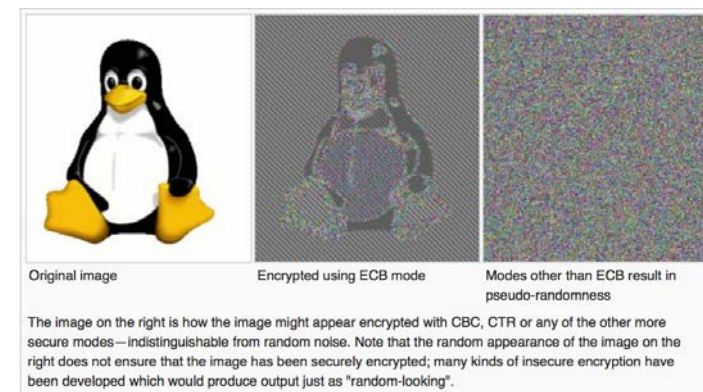 Original image
Encrypted using ECB mode
Modes other than ECB result in
pseudo-randomness
The image on the right is how the image might appear encrypted with CBC, CTR or any of the other more
secure modes—indistinguishable from random noise. Note that the random appearance of the image on the
right does not ensure that the image has been securely encrypted; many kinds of insecure encryption have
been developed which would produce output just as "random-looking".